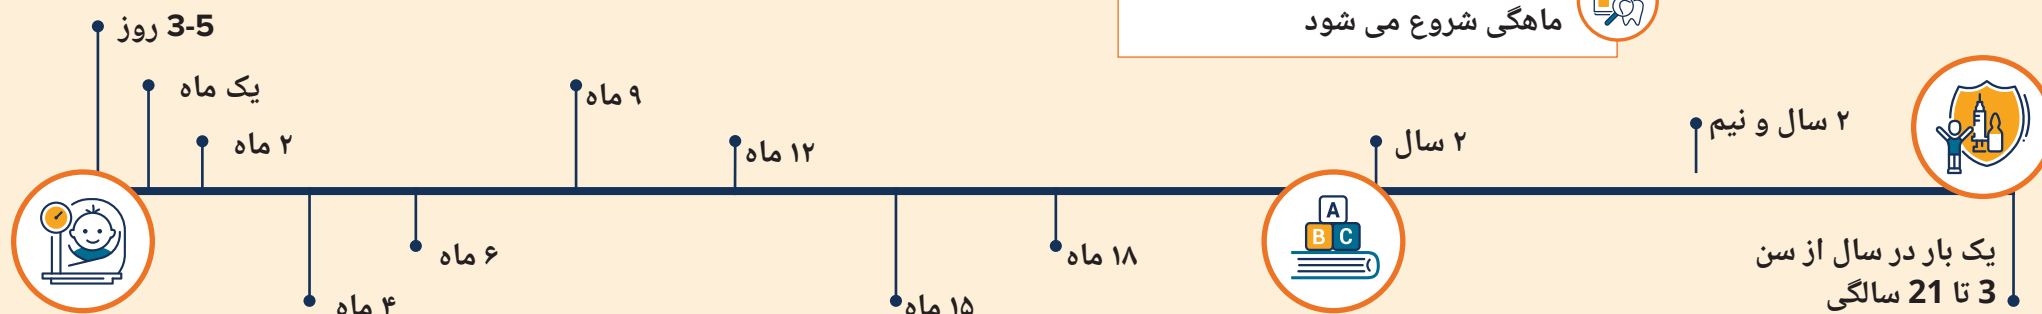 ماهگی شروع می شود
3-5 روز
یک ماه
۲ ماه
۴ ماه
۶ ماه
۹ ماه
۱۲ ماه
۱۵ ماه
۱۸ ماه
A
B C
۲ سال
۲ سال و نیم
یک بار در سال از سن
3 تا 21 سالگی